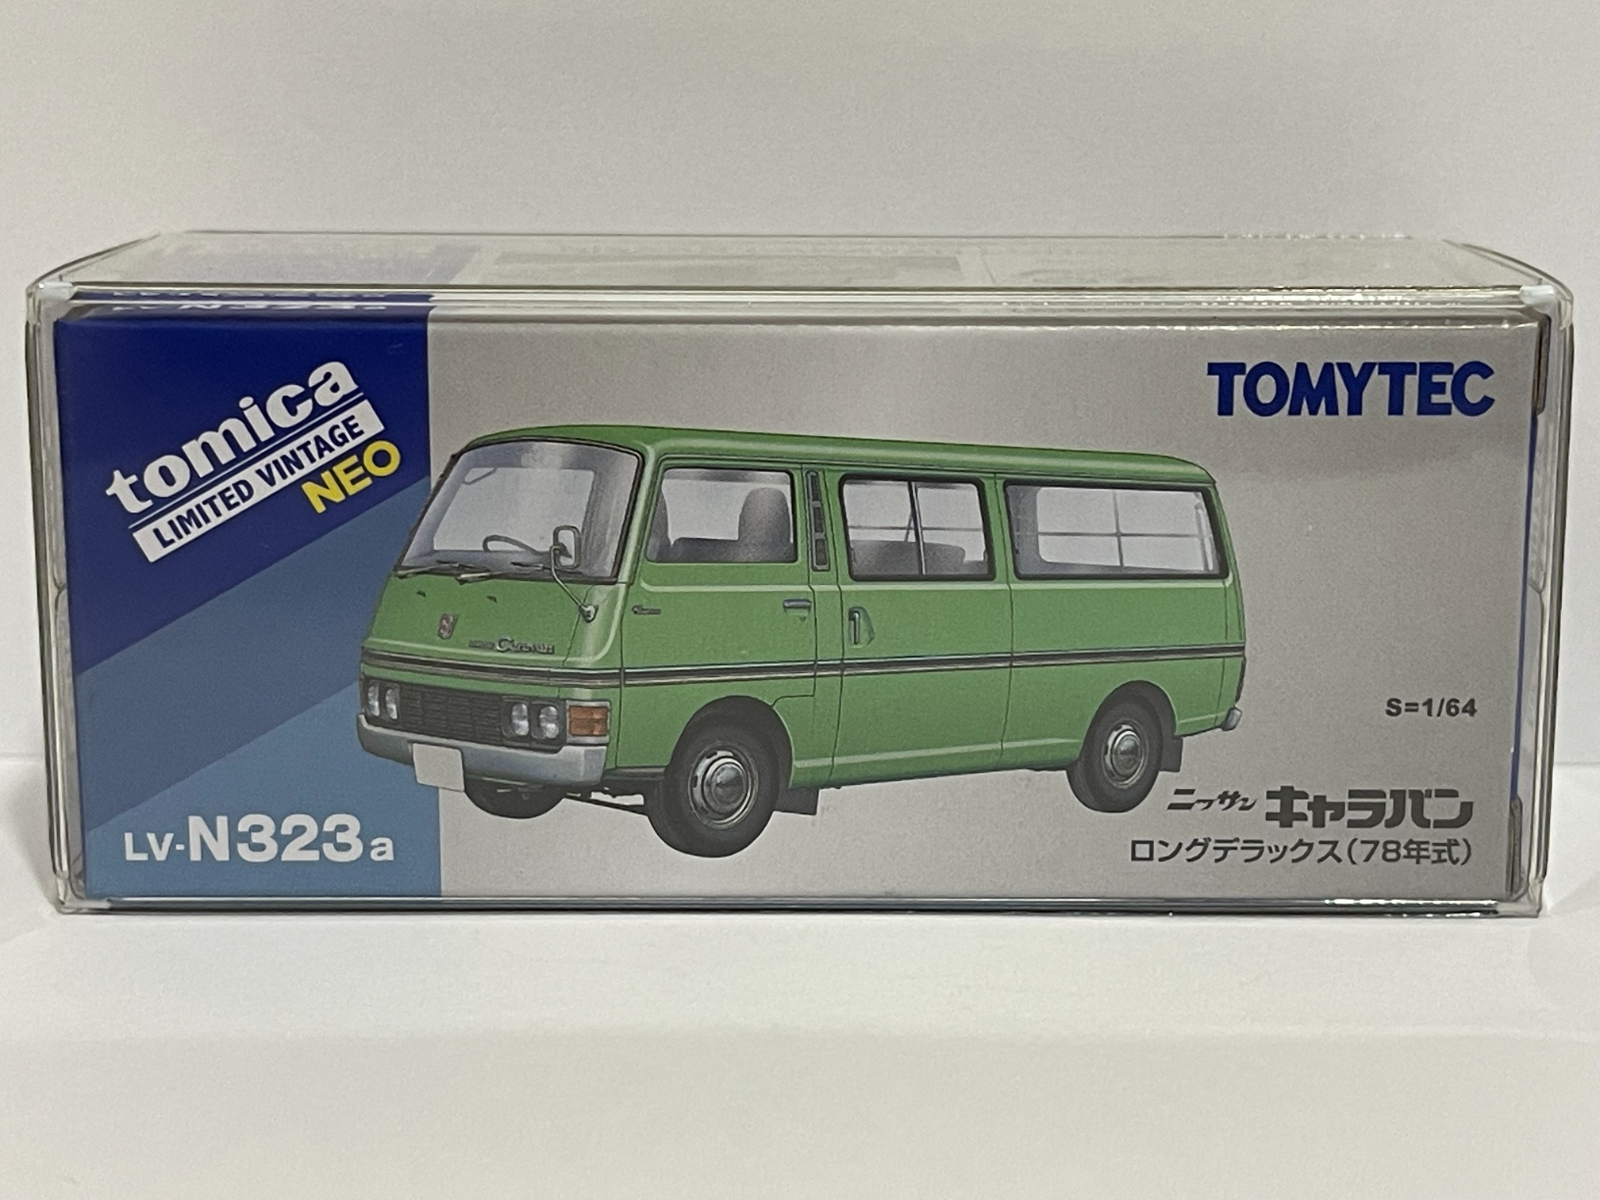 tomica
LIMITED VINTAGE
NEO
TOMYTEC
Caravan
S=1/64
ニッサン キャラバン
ロングデラックス(78年式)
LV-N323a